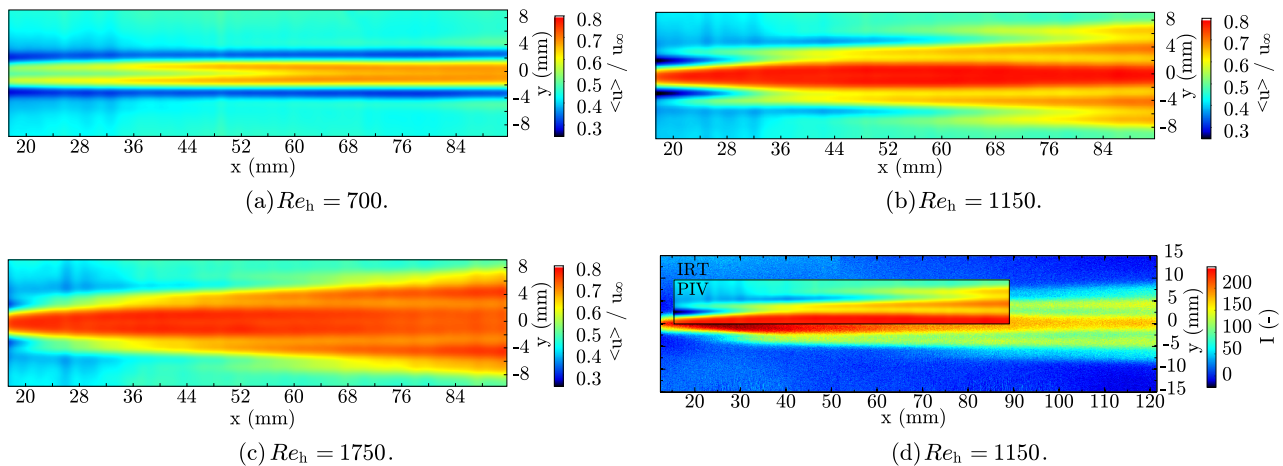 8
4
0
-4
-8
y (mm)
0.8
0.7
0.6
0.5
0.4
0.3
<u> / u∞
20 28 36 44 52 60 68 76 84
x (mm)
(a) Re_h = 700.
8
4
0
-4
-8
y (mm)
0.8
0.7
0.6
0.5
0.4
0.3
<u> / u∞
20 28 36 44 52 60 68 76 84
x (mm)
(b) Re_h = 1150.
8
4
0
-4
-8
y (mm)
0.8
0.7
0.6
0.5
0.4
0.3
<u> / u∞
20 28 36 44 52 60 68 76 84
x (mm)
(c) Re_h = 1750.
IRT
PIV
15
10
5
0
-5
-10
-15
y (mm)
200
150
100
50
0
I (-)
20 30 40 50 60 70 80 90 100 110 120
x (mm)
(d) Re_h = 1150.